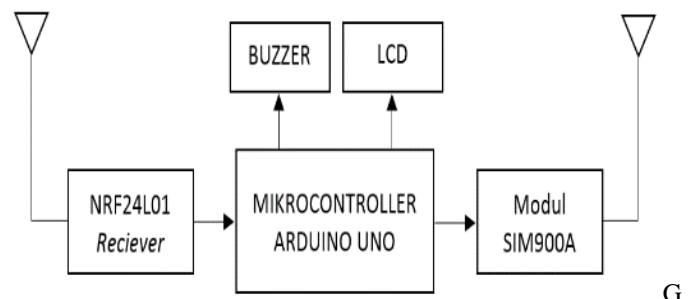 BUZZER
LCD
NRF24L01
Reciever
MIKROCONTROLLER
ARDUINO UNO
Modul
SIM900A
G